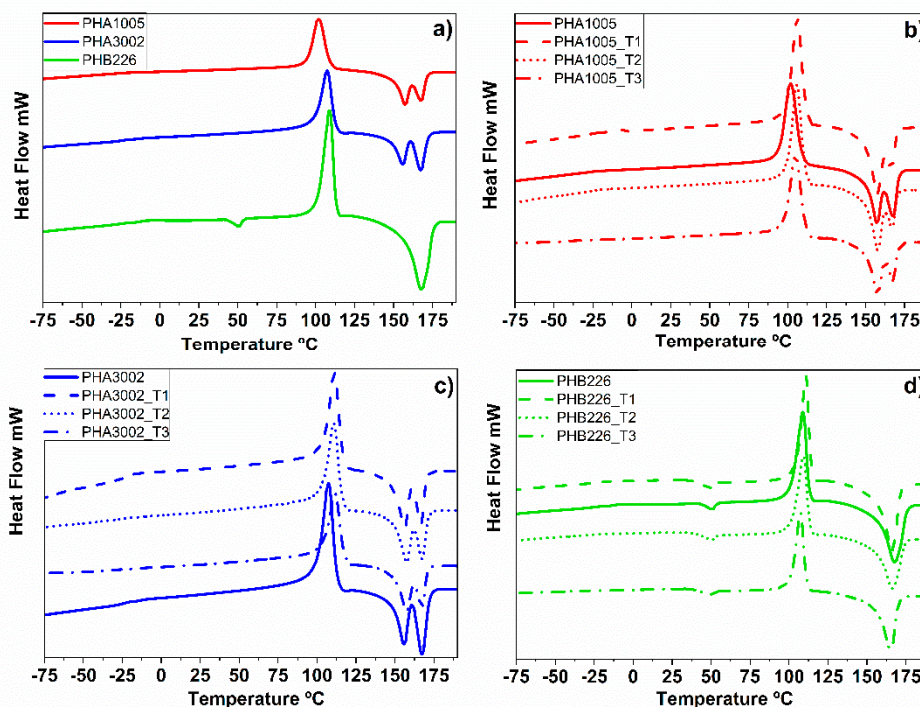 a)
PHA1005
PHA3002
PHB226
Heat Flow mW
-75 -50 -25 0 25 50 75 100 125 150 175
Temperature ºC
b)
PHA1005
PHA1005_T1
PHA1005_T2
PHA1005_T3
Heat Flow mW
-75 -50 -25 0 25 50 75 100 125 150 175
Temperature ºC
c)
PHA3002
PHA3002_T1
PHA3002_T2
PHA3002_T3
Heat Flow mW
-75 -50 -25 0 25 50 75 100 125 150 175
Temperature ºC
d)
PHB226
PHB226_T1
PHB226_T2
PHB226_T3
Heat Flow mW
-75 -50 -25 0 25 50 75 100 125 150 175
Temperature ºC